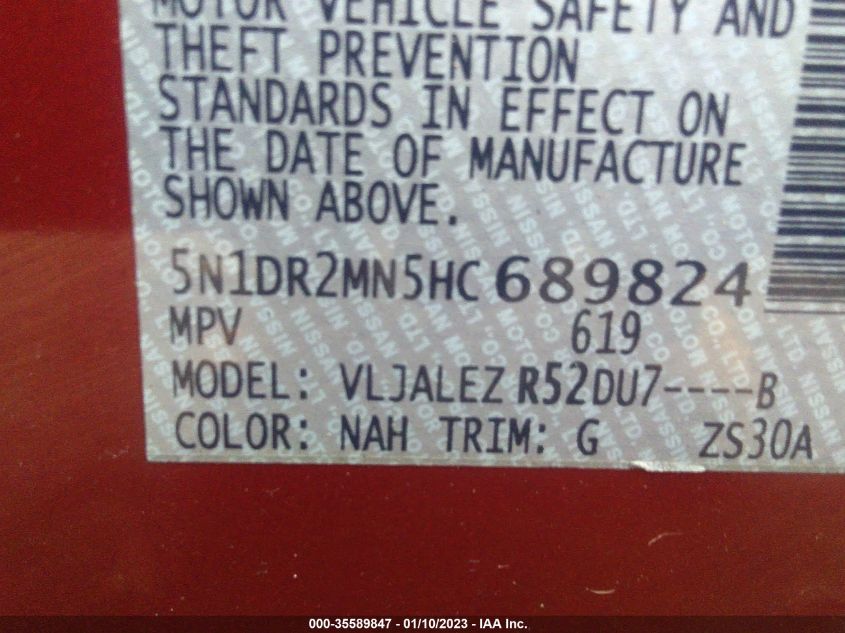 MOTOR VEHICLE SAFETY AND
THEFT PREVENTION
STANDARDS IN EFFECT ON
THE DATE OF MANUFACTURE
SHOWN ABOVE.
5N1DR2MN5HC689824
MPV 619
MODEL: VLJALEZ R52DU7----B
COLOR: NAH TRIM: G ZS30A
000-35589847 - 01/10/2023 - IAA Inc.